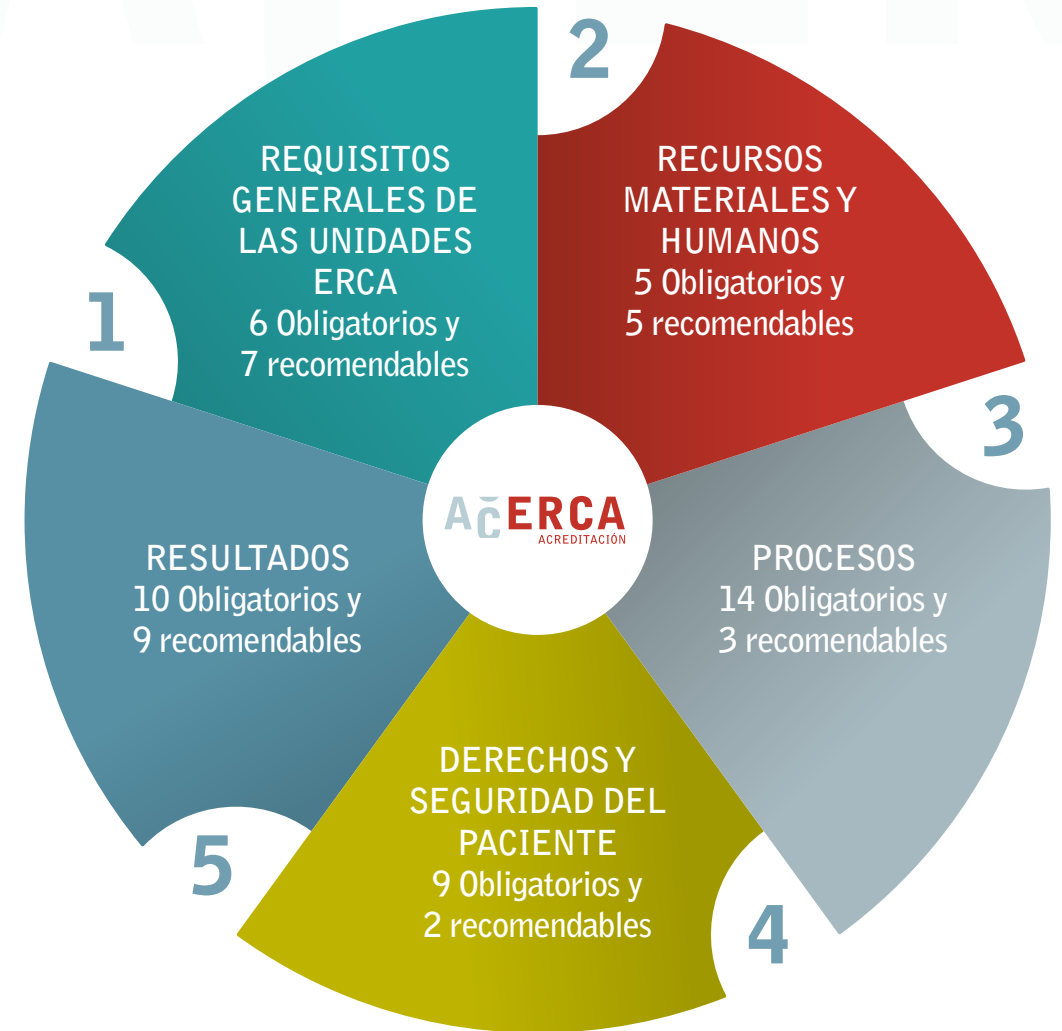 1
REQUISITOS
GENERALES DE
LAS UNIDADES
ERCA
6 Obligatorios y
7 recomendables
2
RECURSOS
MATERIALES Y
HUMANOS
5 Obligatorios y
5 recomendables
3
PROCESOS
14 Obligatorios y
3 recomendables
4
DERECHOS Y
SEGURIDAD DEL
PACIENTE
9 Obligatorios y
2 recomendables
5
RESULTADOS
10 Obligatorios y
9 recomendables
ACERCA
ACREDITACIÓN